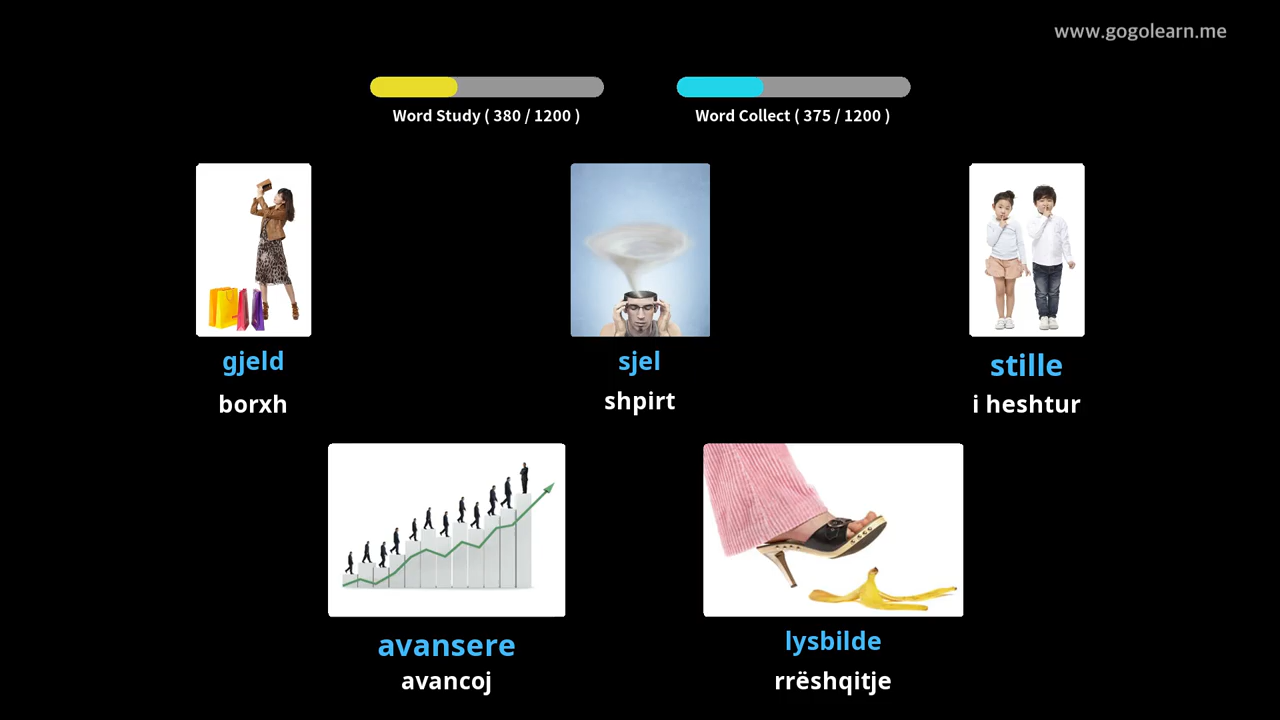 www.gogolearn.me
Word Study ( 380 / 1200 )
Word Collect ( 375 / 1200 )
gjeld
sjel
stille
borxh
shpirt
i heshtur
avansere
lysbilde
avancoj
rrëshqitje